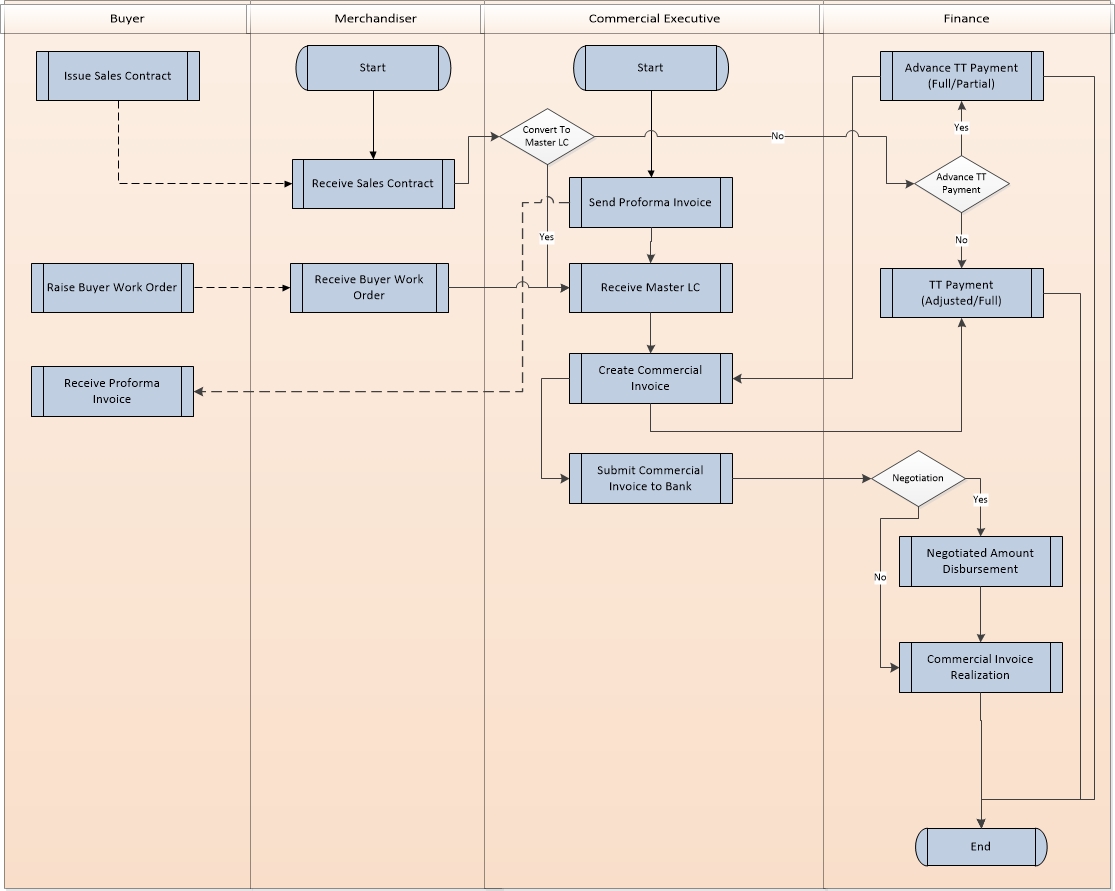 Buyer
Merchandiser
Commercial Executive
Finance
Issue Sales Contract
Start
Start
Advance TT Payment
(Full/Partial)
Convert To
Master LC
No
Yes
Receive Sales Contract
Advance TT
Payment
Send Proforma Invoice
Yes
No
Raise Buyer Work Order
Receive Buyer Work
Order
Receive Master LC
TT Payment
(Adjusted/Full)
Receive Proforma
Invoice
Create Commercial
Invoice
Submit Commercial
Invoice to Bank
Negotiation
Yes
Negotiated Amount
Disbursement
No
Commercial Invoice
Realization
End